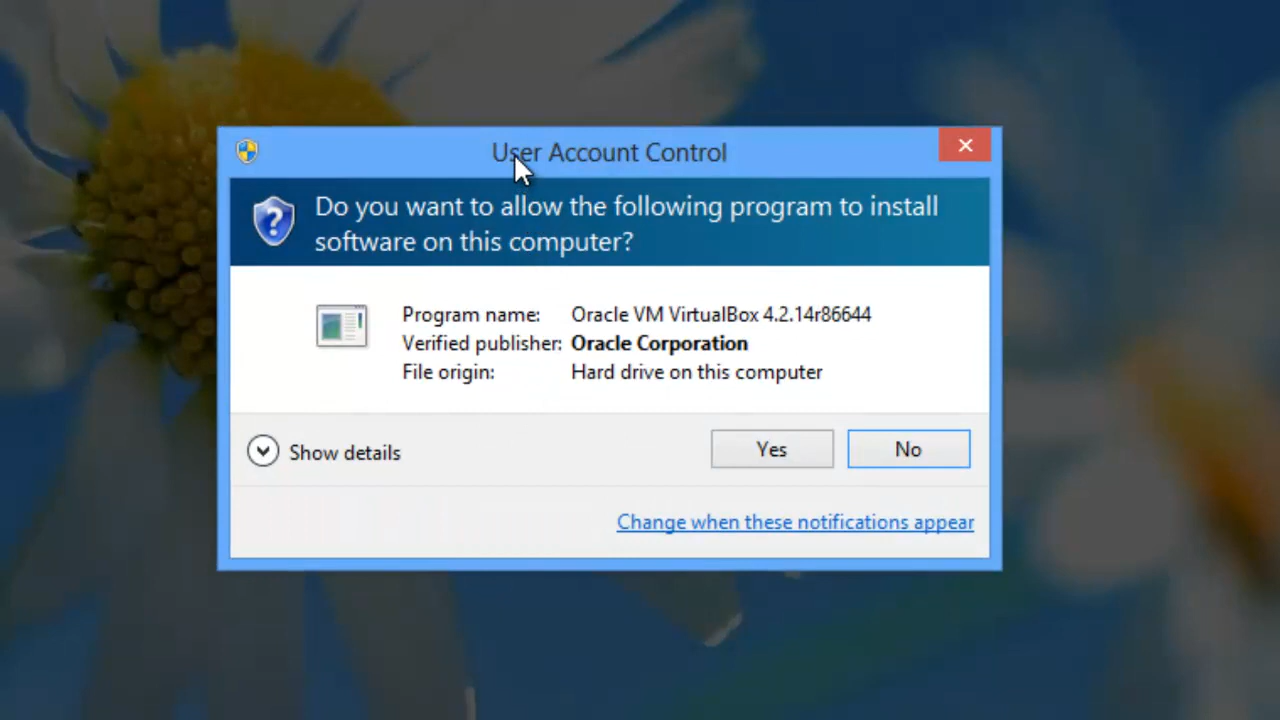 User Account Control
Do you want to allow the following program to install
software on this computer?
Program name: Oracle VM VirtualBox 4.2.14r86644
Verified publisher: Oracle Corporation
File origin: Hard drive on this computer
Show details
Yes
No
Change when these notifications appear